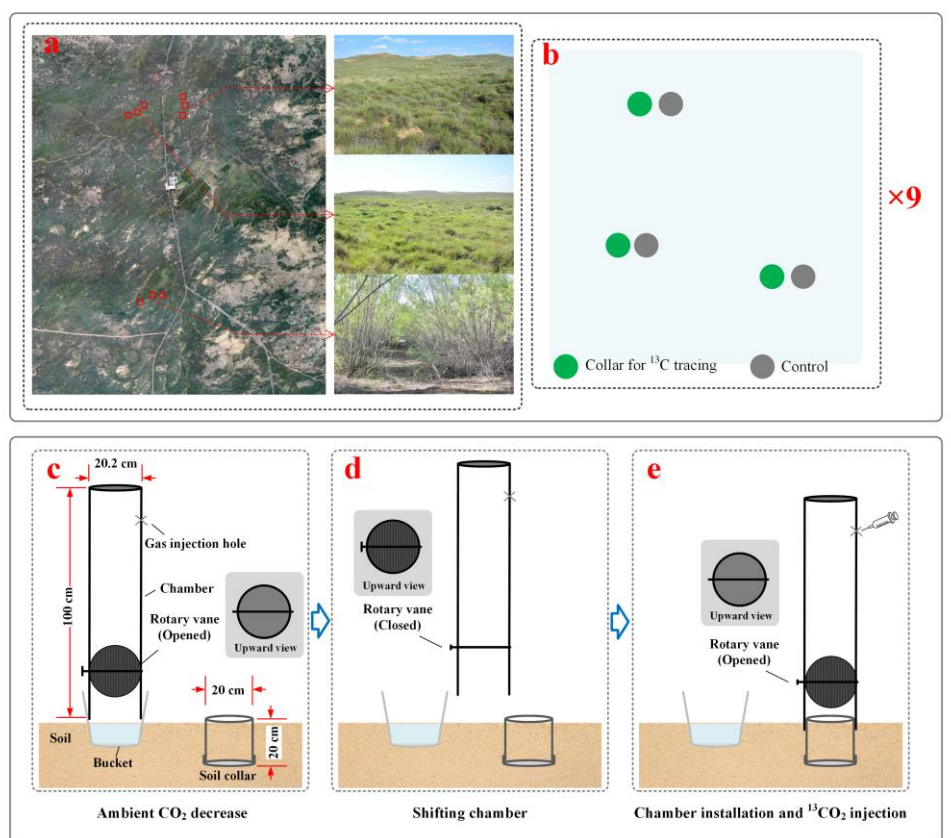 a
b
×9
Collar for ¹³C tracing
Control
c
20.2 cm
100 cm
Gas injection hole
Chamber
Rotary vane
(Opened)
Upward view
20 cm
20 cm
Soil
Bucket
Soil collar
Ambient CO₂ decrease
d
Upward view
Rotary vane
(Closed)
Shifting chamber
e
Upward view
Rotary vane
(Opened)
Chamber installation and ¹³CO₂ injection